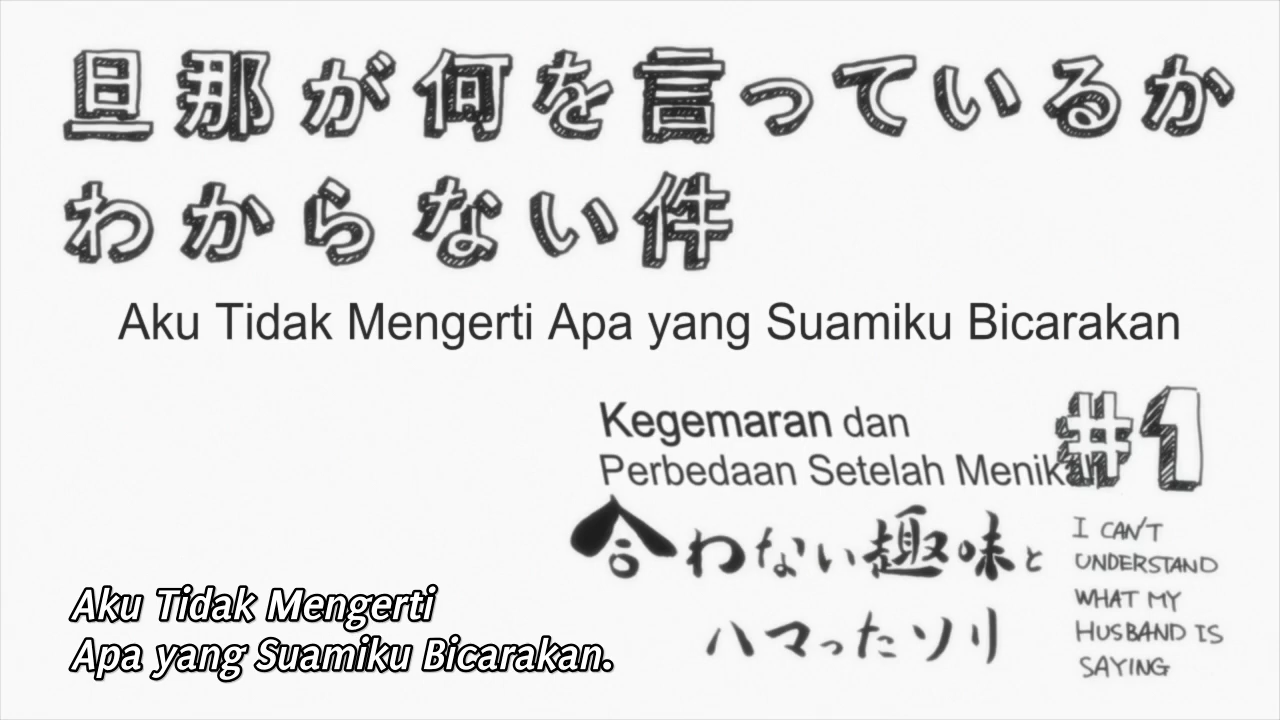 旦那が何を言っているか
わからない件
Aku Tidak Mengerti Apa yang Suamiku Bicarakan
#1
Kegemaran dan
Perbedaan Setelah Menikah
合わない趣味と
ハマったソリ
I CAN'T
UNDERSTAND
WHAT MY
HUSBAND IS
SAYING
Aku Tidak Mengerti
Apa yang Suamiku Bicarakan.